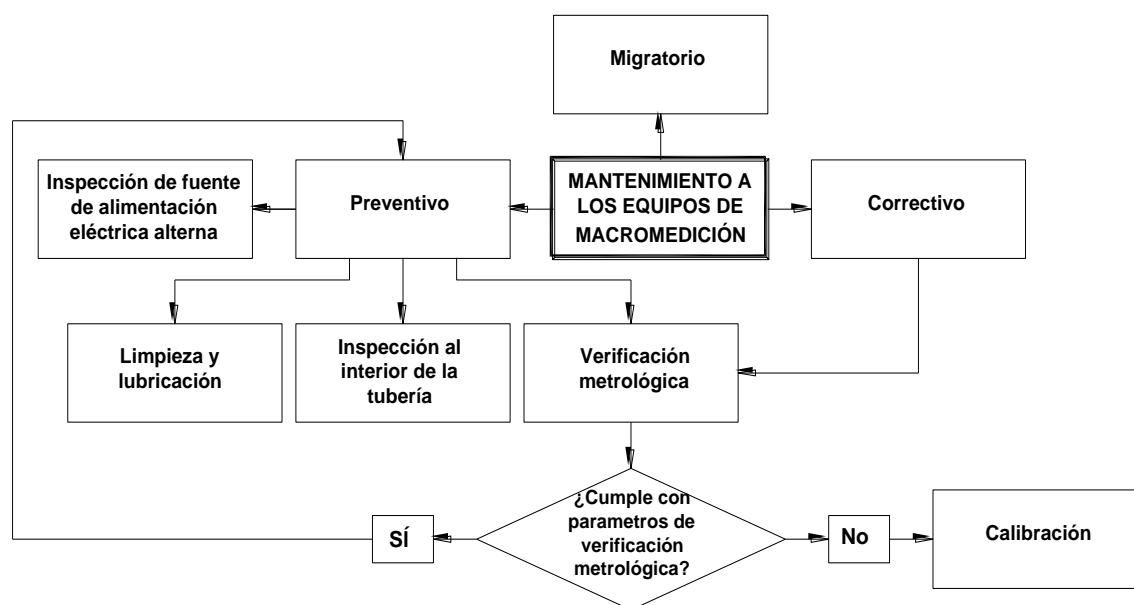 Migratorio
Inspección de fuente
de alimentación
eléctrica alterna
Preventivo
MANTENIMIENTO A
LOS EQUIPOS DE
MACROMEDICIÓN
Correctivo
Limpieza y
lubricación
Inspección al
interior de la
tubería
Verificación
metrológica
¿Cumple con
parametros de
verificación
metrológica?
SÍ
No
Calibración